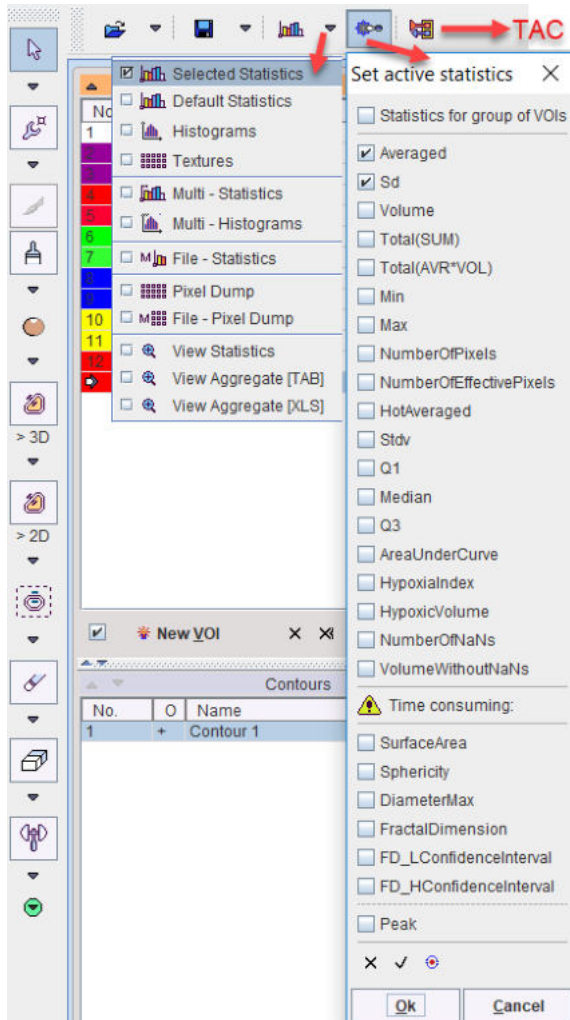 TAC
Selected Statistics
Default Statistics
Histograms
Textures
Multi - Statistics
Multi - Histograms
M File - Statistics
Pixel Dump
M File - Pixel Dump
View Statistics
View Aggregate [TAB]
View Aggregate [XLS]
No
1
2
3
4
5
6
7
8
9
10
11
12
> 3D
> 2D
New VOI
Contours
No. O Name
1 + Contour 1
Set active statistics
Statistics for group of VOIs
Averaged
Sd
Volume
Total(SUM)
Total(AVR*VOL)
Min
Max
NumberOfPixels
NumberOfEffectivePixels
HotAveraged
Stdv
Q1
Median
Q3
AreaUnderCurve
HypoxiaIndex
HypoxicVolume
NumberOfNaNs
VolumeWithoutNaNs
Time consuming:
SurfaceArea
Sphericity
DiameterMax
FractalDimension
FD_LConfidenceInterval
FD_HConfidenceInterval
Peak
Ok Cancel